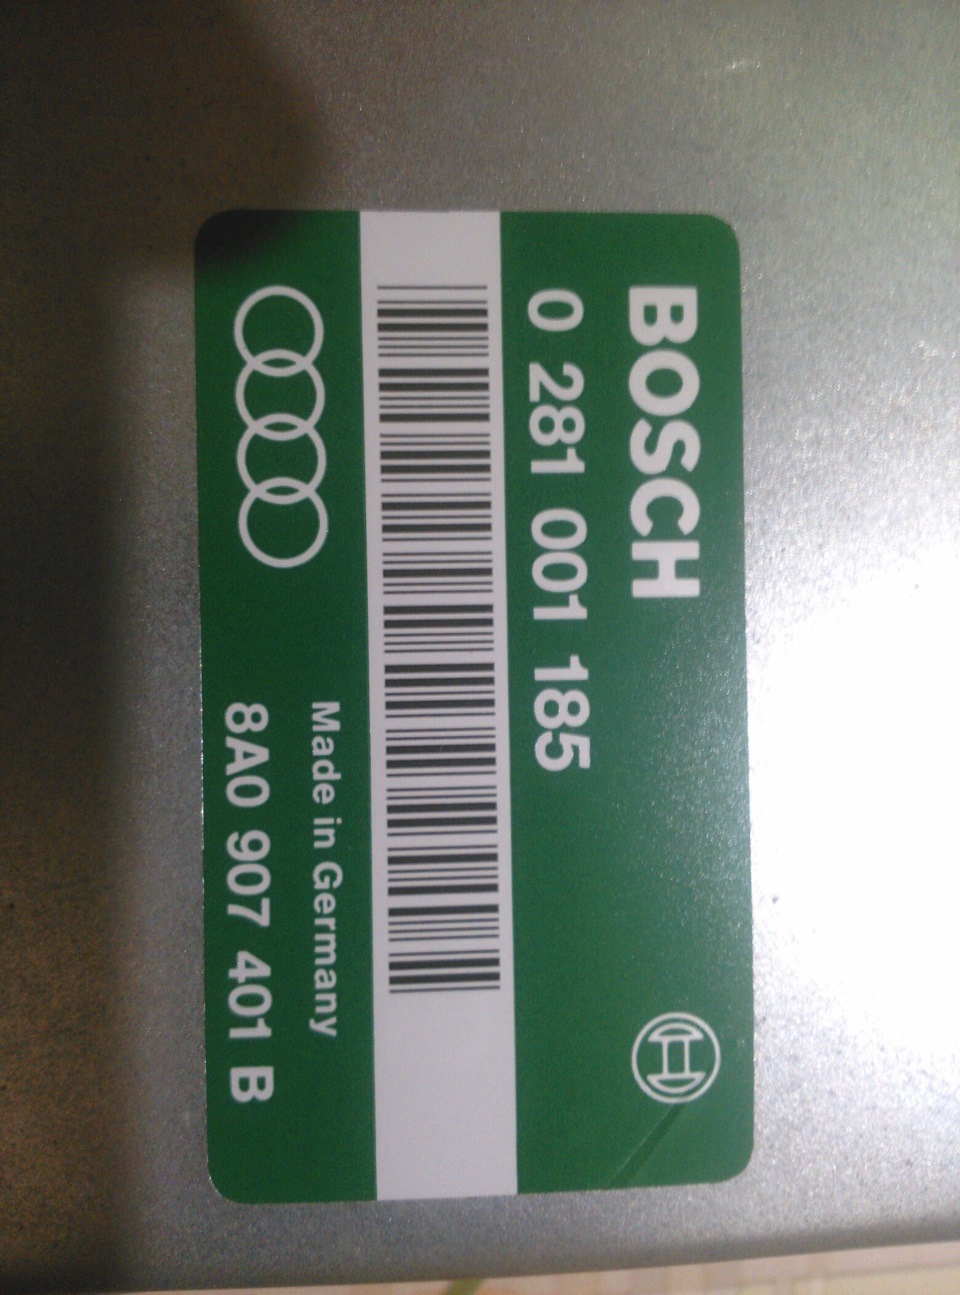 BOSCH
0 281 001 185
Made in Germany
8A0 907 401 B